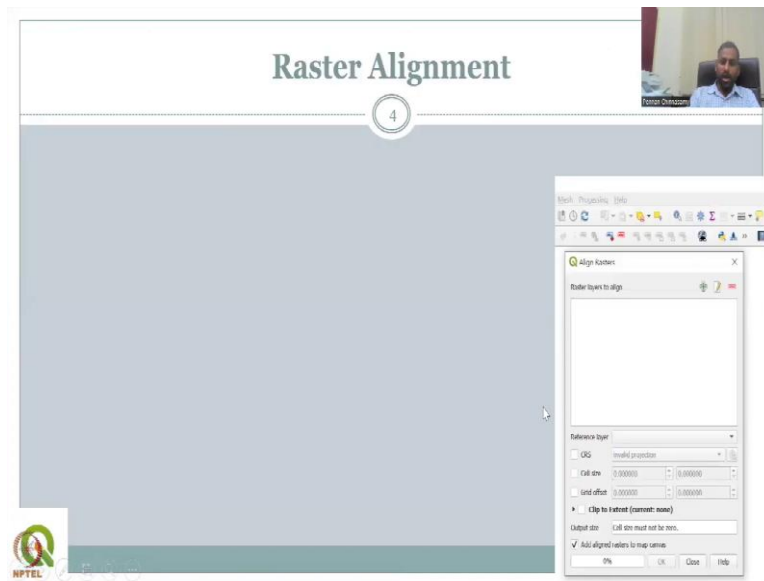 Raster Alignment
4
Mesh Processing Help
Align Rasters
Raster layers to align
Reference layer
CRS
Invalid projection
Cell size 0.000000 0.000000
Grid offset 0.000000 0.000000
Clip to Extent (current: none)
Output size Cell size must not be zero.
Add aligned rasters to map canvas
0% OK Close Help
NPTEL